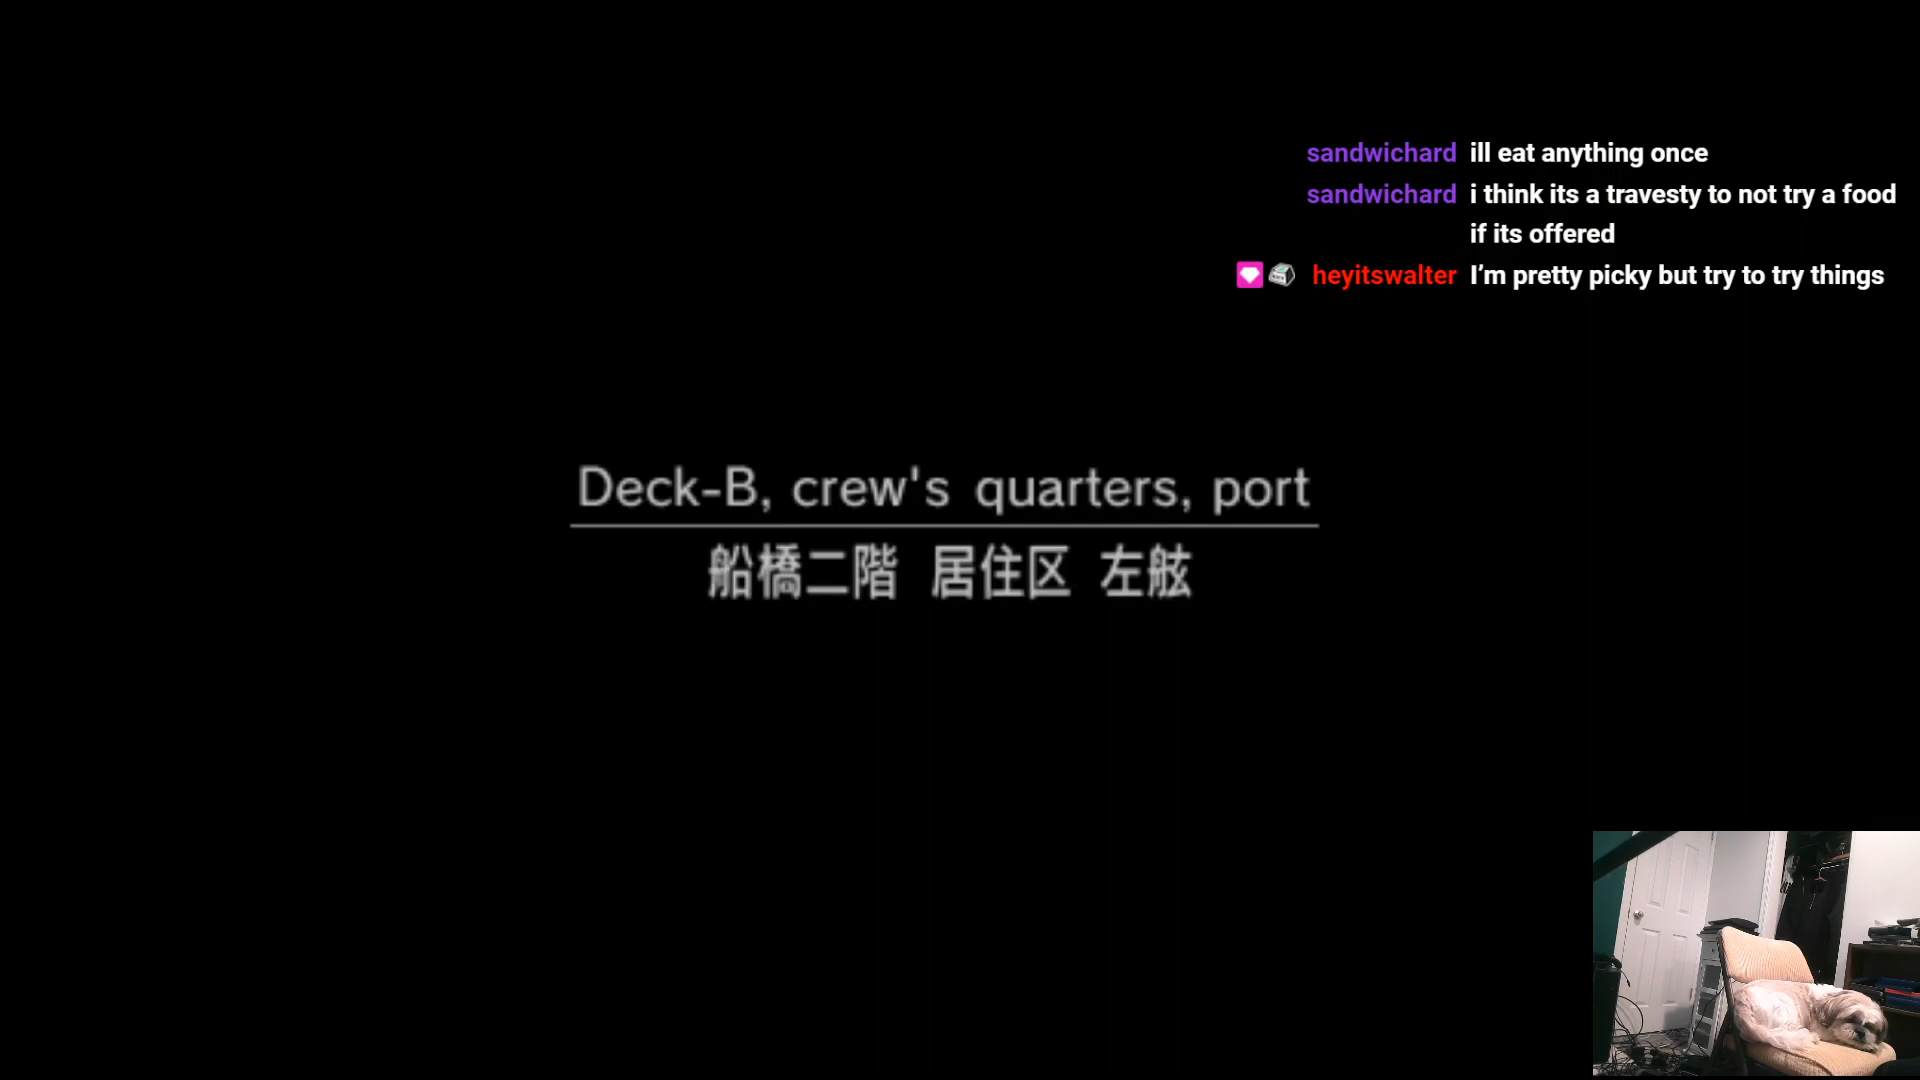 sandwichard ill eat anything once
sandwichard i think its a travesty to not try a food
if its offered
heyitswalter I’m pretty picky but try to try things
Deck-B, crew's quarters, port
船橋二階 居住区 左舷